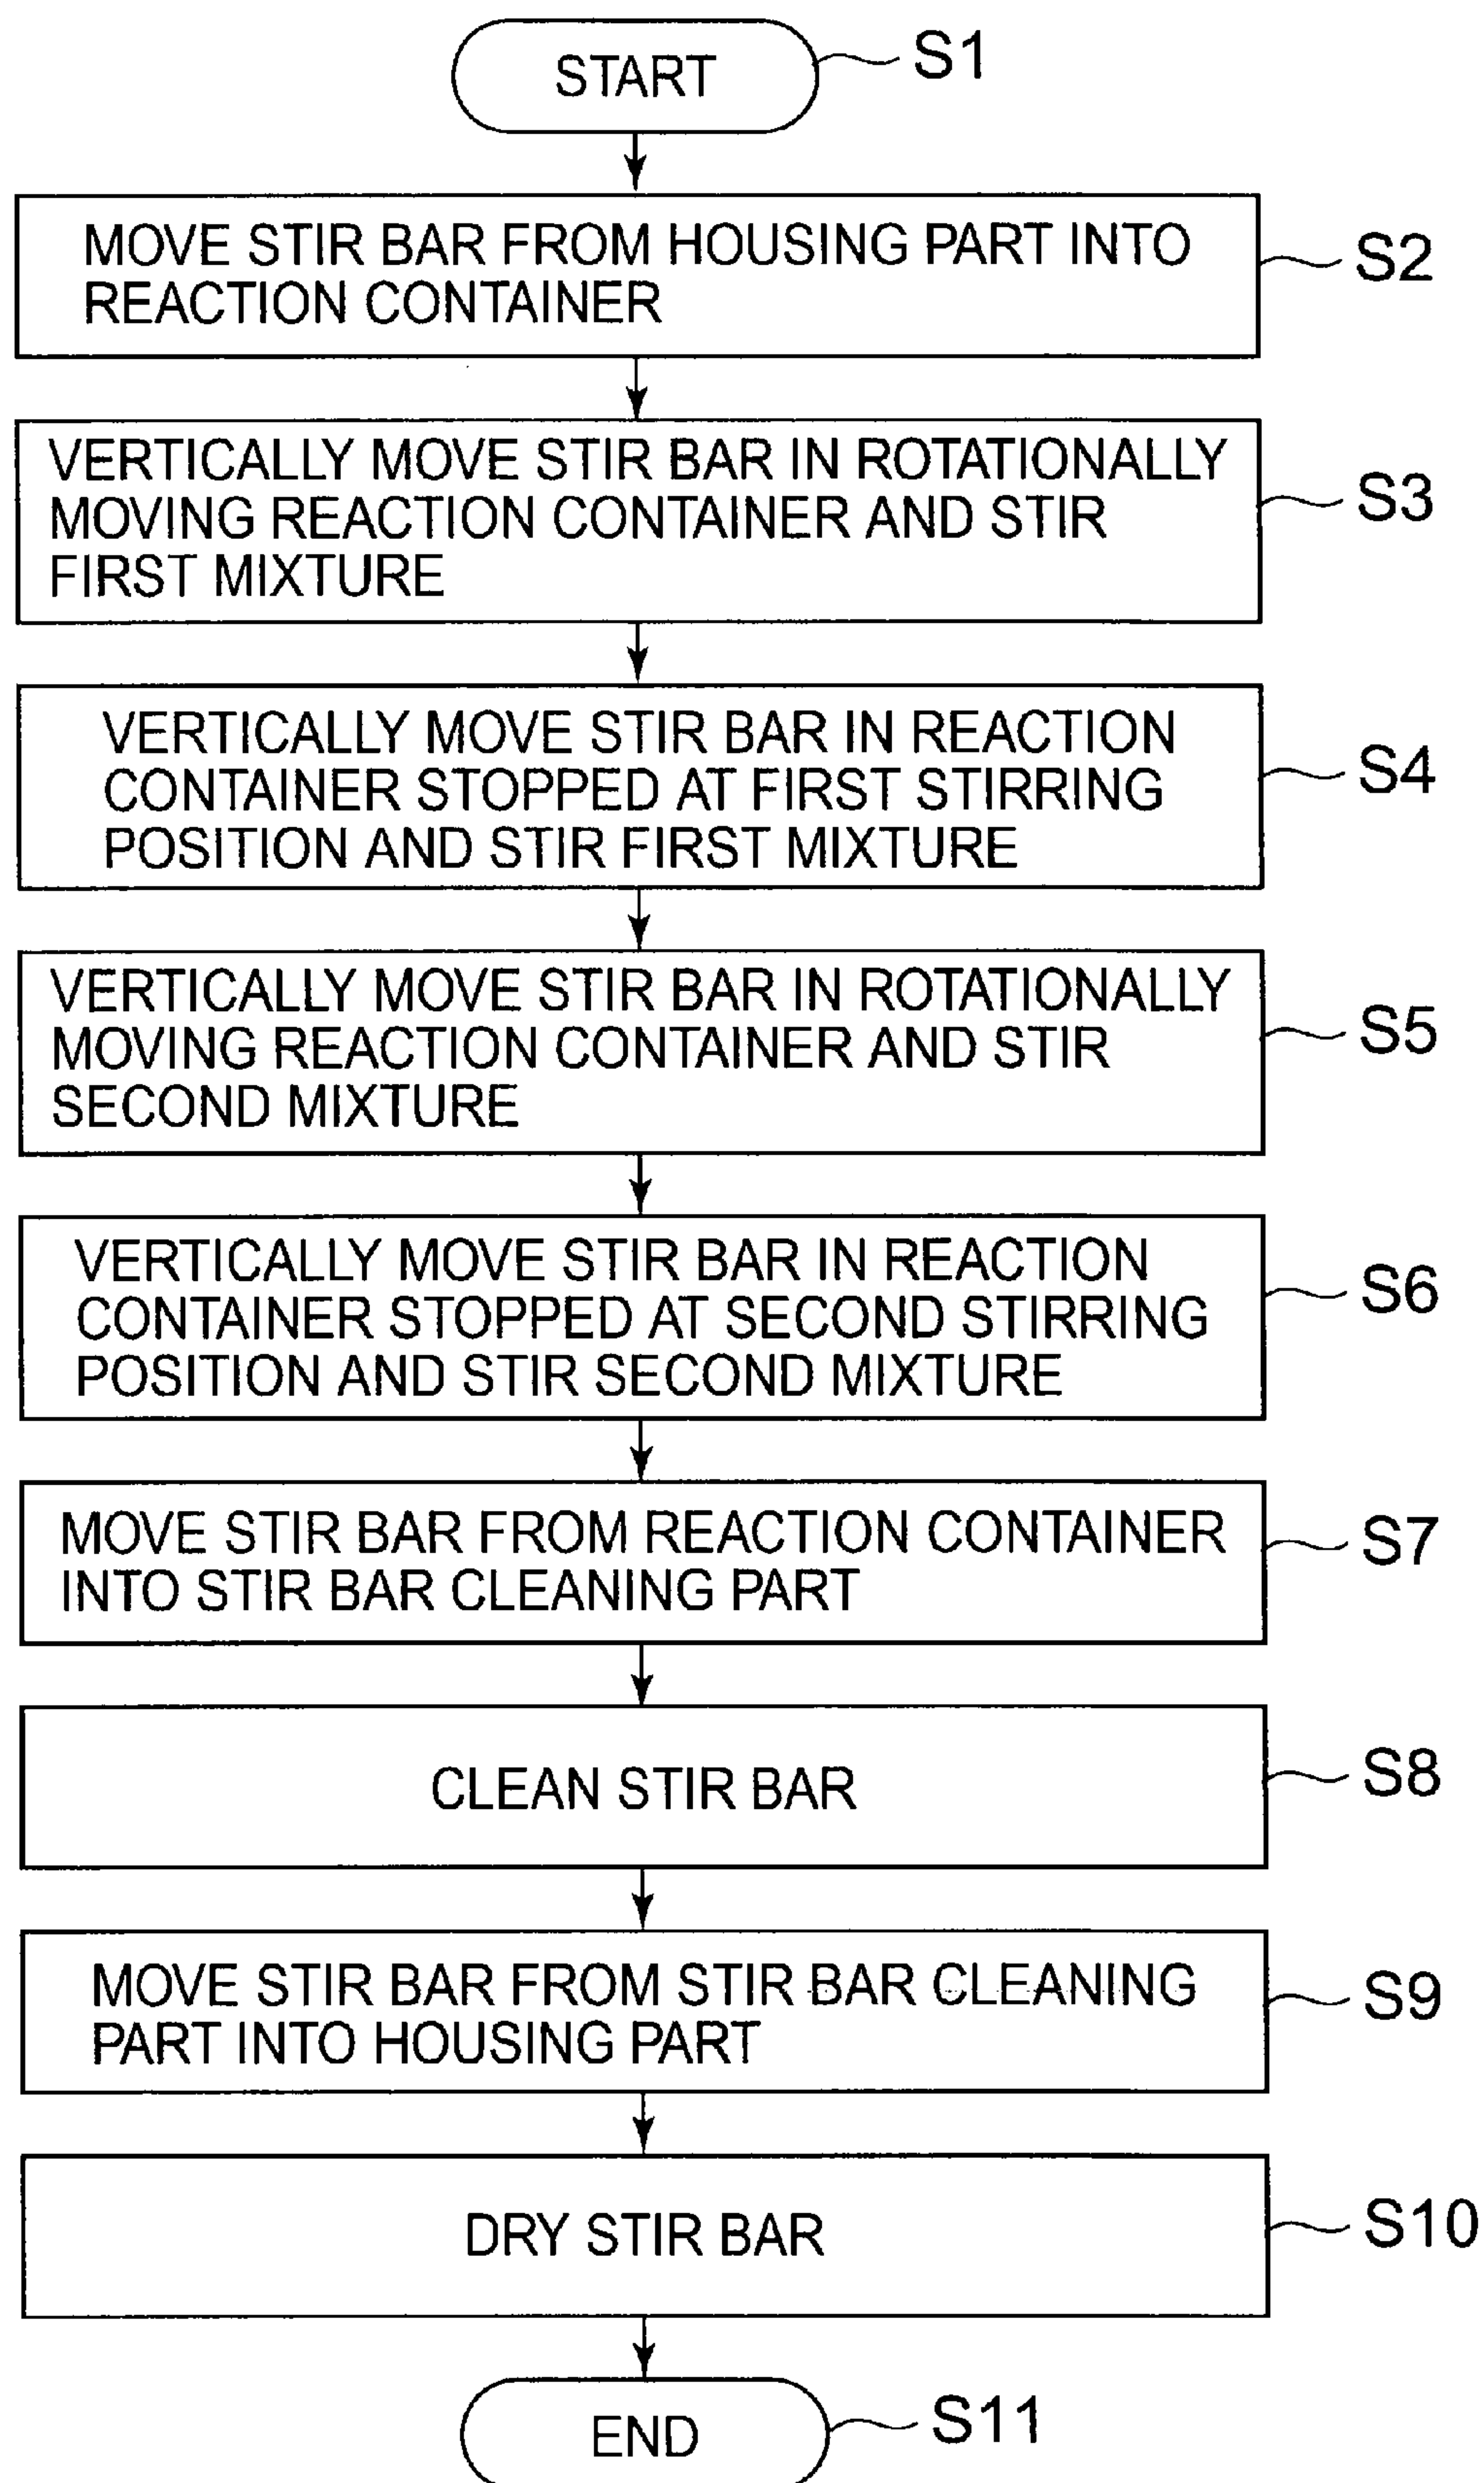 START
S1
MOVE STIR BAR FROM HOUSING PART INTO
REACTION CONTAINER
S2
VERTICALLY MOVE STIR BAR IN ROTATIONALLY
MOVING REACTION CONTAINER AND STIR
FIRST MIXTURE
S3
VERTICALLY MOVE STIR BAR IN REACTION
CONTAINER STOPPED AT FIRST STIRRING
POSITION AND STIR FIRST MIXTURE
S4
VERTICALLY MOVE STIR BAR IN ROTATIONALLY
MOVING REACTION CONTAINER AND STIR
SECOND MIXTURE
S5
VERTICALLY MOVE STIR BAR IN REACTION
CONTAINER STOPPED AT SECOND STIRRING
POSITION AND STIR SECOND MIXTURE
S6
MOVE STIR BAR FROM REACTION CONTAINER
INTO STIR BAR CLEANING PART
S7
CLEAN STIR BAR
S8
MOVE STIR BAR FROM STIR BAR CLEANING
PART INTO HOUSING PART
S9
DRY STIR BAR
S10
END
S11